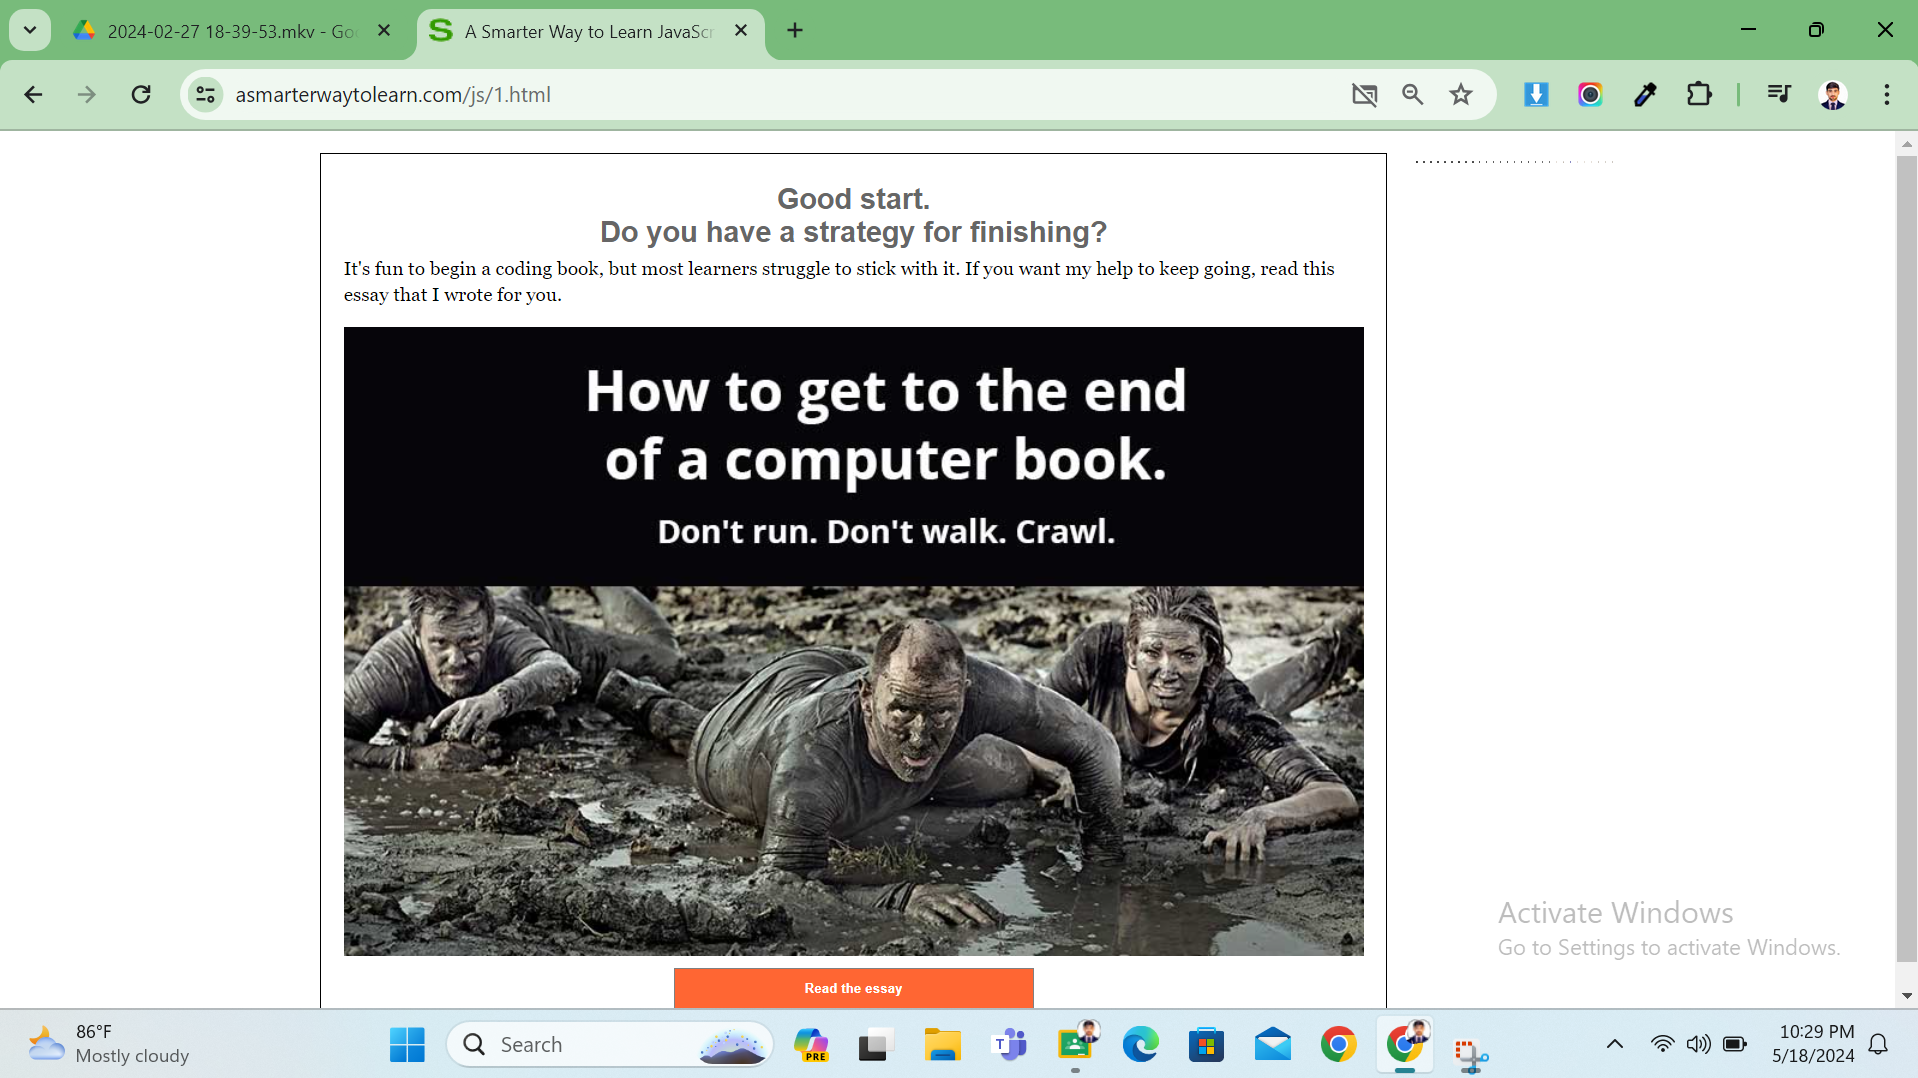 2024-02-27 18-39-53.mkv - Go
A Smarter Way to Learn JavaScr
asmarterwaytolearn.com/js/1.html
Good start.
Do you have a strategy for finishing?
It's fun to begin a coding book, but most learners struggle to stick with it. If you want my help to keep going, read this
essay that I wrote for you.
How to get to the end
of a computer book.
Don't run. Don't walk. Crawl.
Read the essay
Activate Windows
Go to Settings to activate Windows.
86°F
Mostly cloudy
Search
PRE
T
10:29 PM
5/18/2024